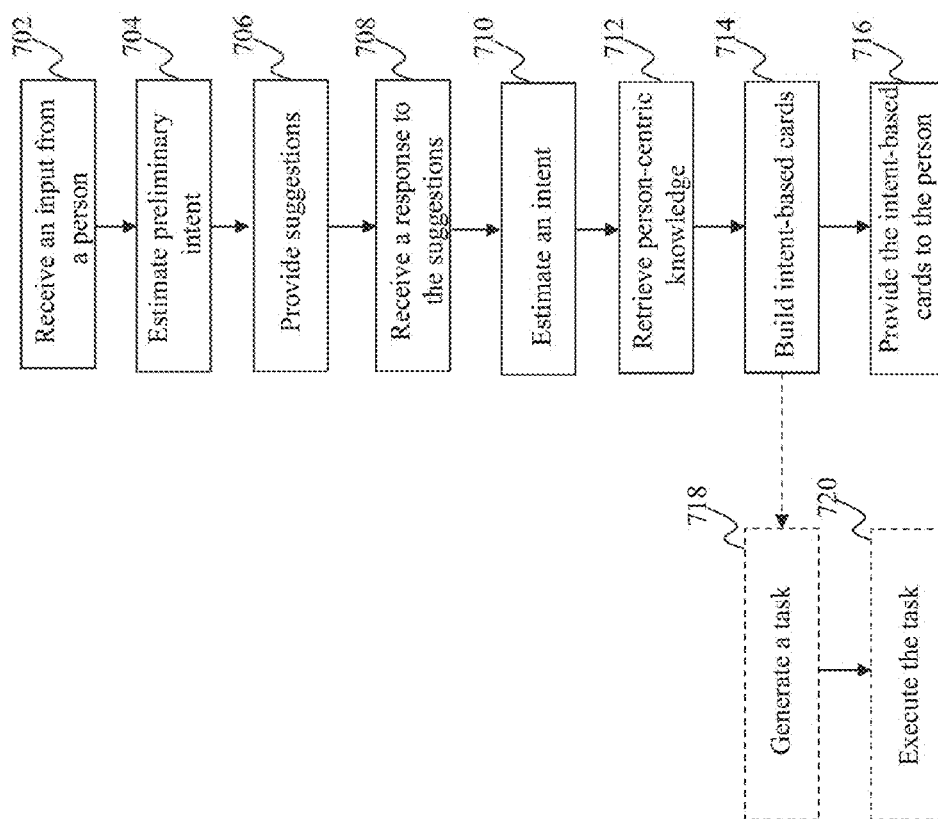 702
Receive an input from
a person
704
Estimate preliminary
intent
706
Provide suggestions
708
Receive a response to
the suggestions
710
Estimate an intent
712
Retrieve person-centric
knowledge
714
Build intent-based cards
716
Provide the intent-based
cards to the person
718
Generate a task
720
Execute the task